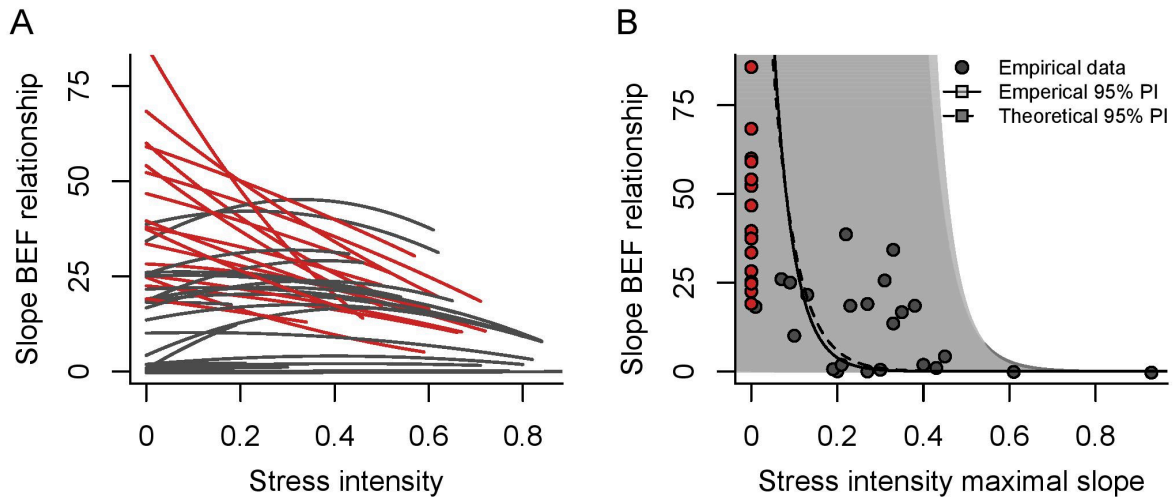 A
Slope BEF relationship
75
50
25
0
0
0.2
0.4
0.6
0.8
Stress intensity
B
Slope BEF relationship
75
50
25
0
Empirical data
Emperical 95% PI
Theoretical 95% PI
0
0.2
0.4
0.6
0.8
Stress intensity maximal slope